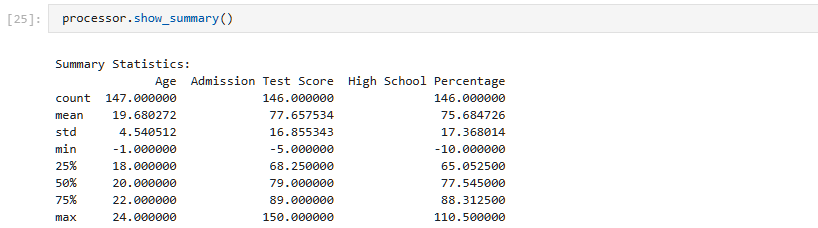 [25]: processor.show_summary()
Summary Statistics:
Age Admission Test Score High School Percentage
count 147.000000 146.000000 146.000000
mean 19.680272 77.657534 75.684726
std 4.540512 16.855343 17.368014
min -1.000000 -5.000000 -10.000000
25% 18.000000 68.250000 65.052500
50% 20.000000 79.000000 77.545000
75% 22.000000 89.000000 88.312500
max 24.000000 150.000000 110.500000